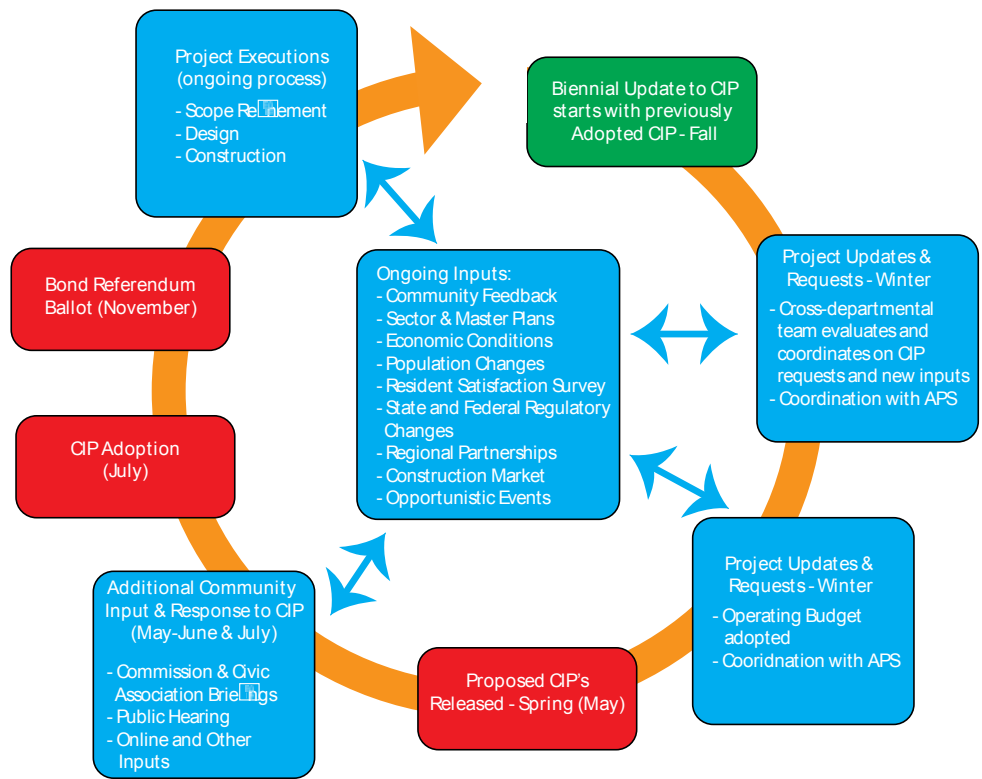 Project Executions
(ongoing process)
- Scope
- Design
- Construction
Biennial Update to CIP
starts with previously
Adopted CIP - Fall
Project Updates &
Requests - Winter
- Cross-departmental
team evaluates and
coordinates on CIP
requests and new inputs
- Coordination with APS
Project Updates &
Requests - Winter
- Operating Budget
adopted
- Cooridnation with APS
Proposed CIP's
Released - Spring (May)
Additional Community
Input & Response to CIP
(May-June & July)
- Commission & Civic
Association
- Public Hearing
- Online and Other
Inputs
CIP Adoption
(July)
Bond Referendum
Ballot (November)
Ongoing Inputs:
- Community Feedback
- Sector & Master Plans
- Economic Conditions
- Population Changes
- Resident Satisfaction Survey
- State and Federal Regulatory
Changes
- Regional Partnerships
- Construction Market
- Opportunistic Events